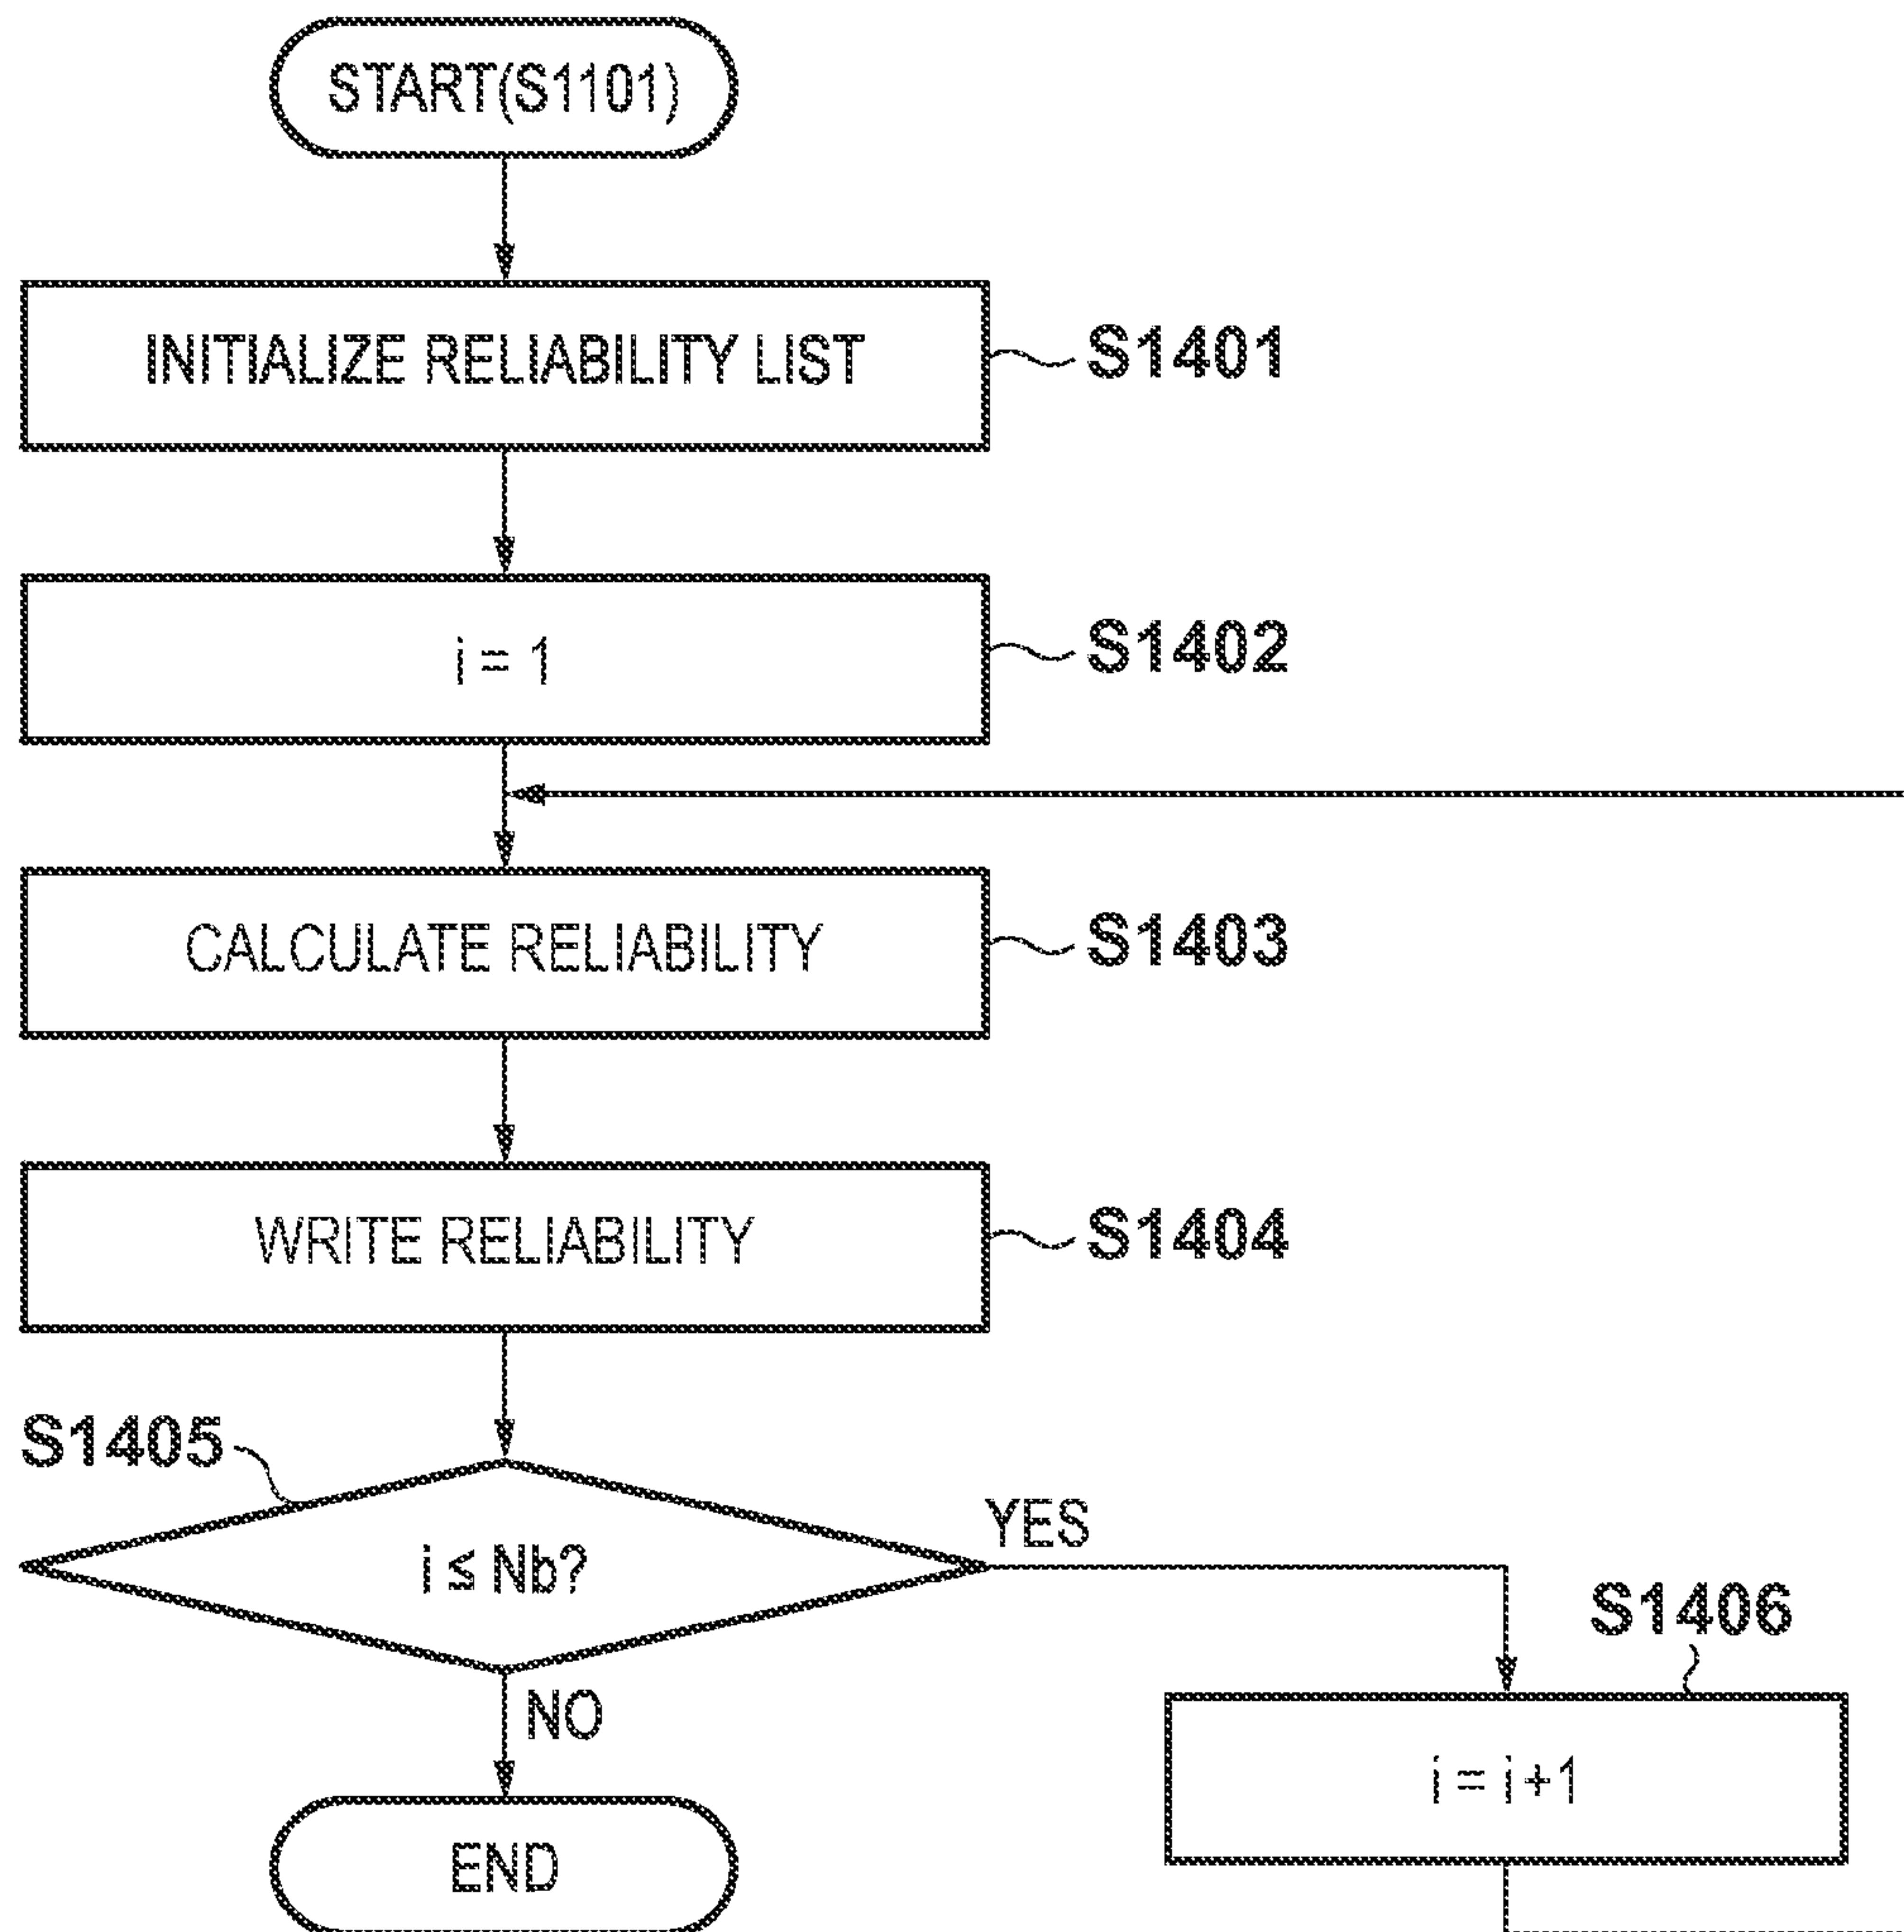 START(S1101)
INITIALIZE RELIABILITY LIST
S1401
i = 1
S1402
CALCULATE RELIABILITY
S1403
WRITE RELIABILITY
S1404
S1405
i ≤ Nb?
YES
S1406
NO
i = i +1
END